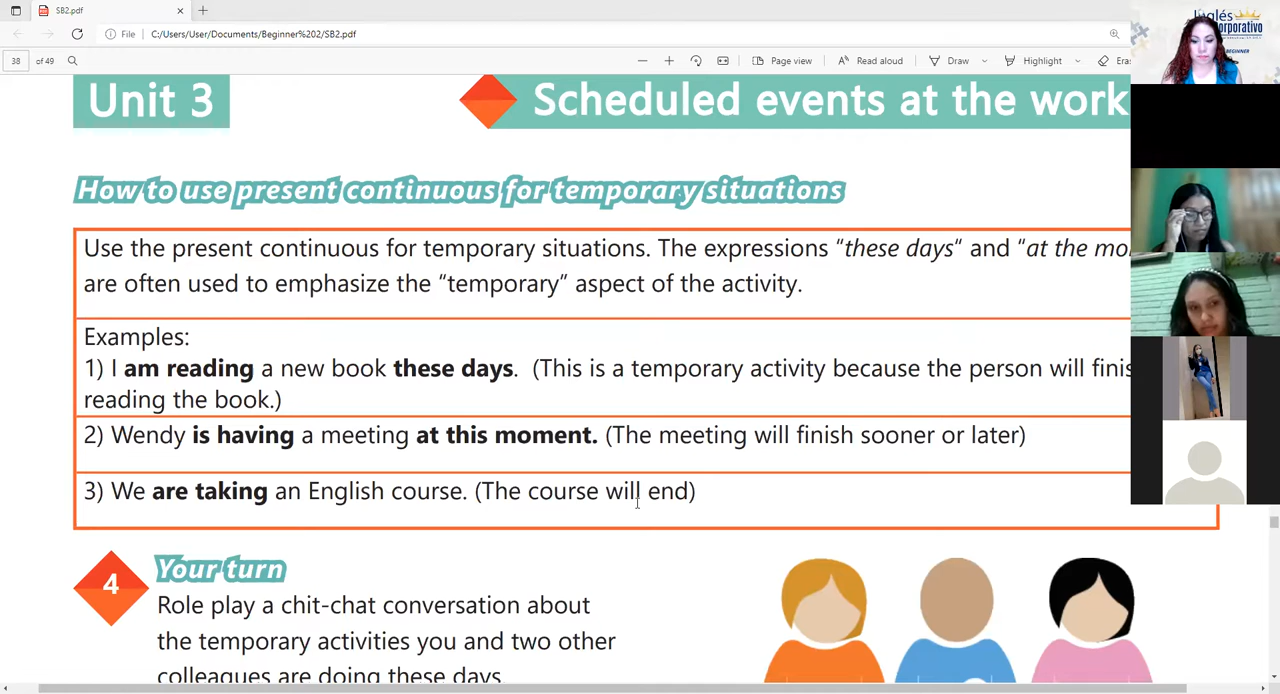 SB2.pdf
File C:/Users/User/Documents/Beginner%202/SB2.pdf
38 of 49 Page view Read aloud Draw Highlight
Inglés
BEGINNER
Unit 3
Scheduled events at the work
How to use present continuous for temporary situations
Use the present continuous for temporary situations. The expressions "these days" and "at the mo
are often used to emphasize the "temporary" aspect of the activity.
Examples:
1) I am reading a new book these days. (This is a temporary activity because the person will finis
reading the book.)
2) Wendy is having a meeting at this moment. (The meeting will finish sooner or later)
3) We are taking an English course. (The course will end)
4
Your turn
Role play a chit-chat conversation about
the temporary activities you and two other
colleagues are doing these days.